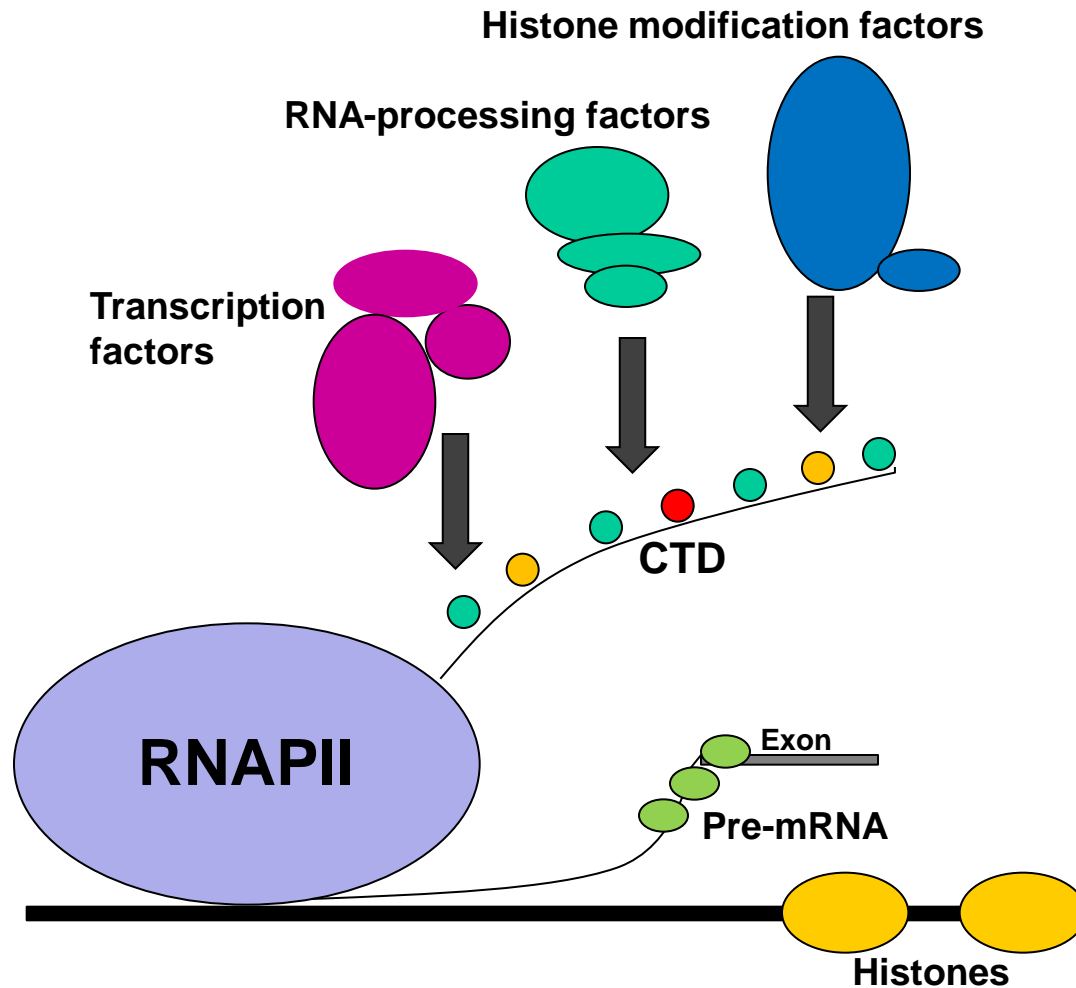 Histone modification factors
RNA-processing factors
Transcription
factors
CTD
RNAPII
Exon
Pre-mRNA
Histones